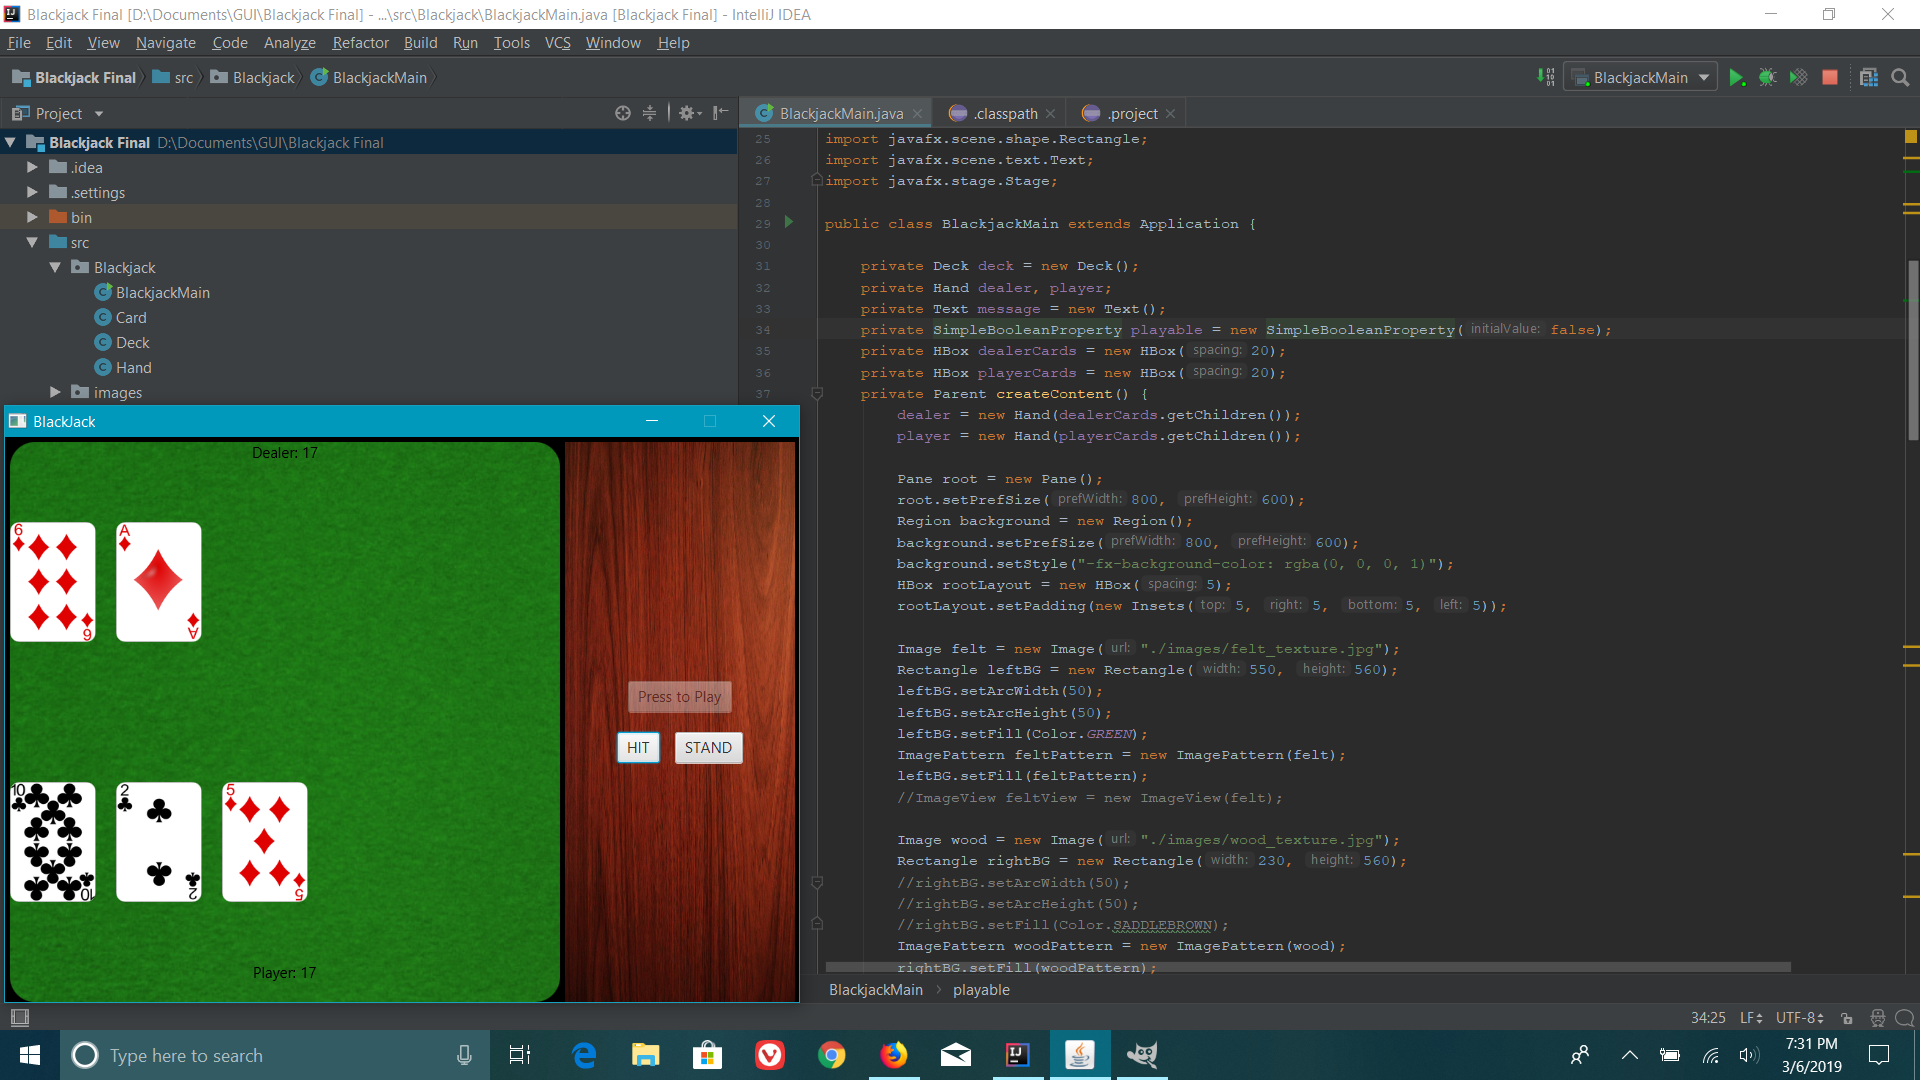 Blackjack Final [D:\Documents\GUI\Blackjack Final] - ...\src\Blackjack\BlackjackMain.java [Blackjack Final] - IntelliJ IDEA
File Edit View Navigate Code Analyze Refactor Build Run Tools VCS Window Help
Blackjack Final src Blackjack BlackjackMain
BlackjackMain
Project
BlackjackMain.java .classpath .project
Blackjack Final D:\Documents\GUI\Blackjack Final
.idea
.settings
bin
src
Blackjack
BlackjackMain
Card
Deck
Hand
images
25 import javafx.scene.shape.Rectangle;
26 import javafx.scene.text.Text;
27 import javafx.stage.Stage;
28
29 public class BlackjackMain extends Application {
30
31 private Deck deck = new Deck();
32 private Hand dealer, player;
33 private Text message = new Text();
34 private SimpleBooleanProperty playable = new SimpleBooleanProperty( initialValue: false);
35 private HBox dealerCards = new HBox( spacing: 20);
36 private HBox playerCards = new HBox( spacing: 20);
37 private Parent createContent() {
dealer = new Hand(dealerCards.getChildren());
player = new Hand(playerCards.getChildren());
Pane root = new Pane();
root.setPrefSize( prefWidth: 800, prefHeight: 600);
Region background = new Region();
background.setPrefSize( prefWidth: 800, prefHeight: 600);
background.setStyle("-fx-background-color: rgba(0, 0, 0, 1)");
HBox rootLayout = new HBox( spacing: 5);
rootLayout.setPadding(new Insets( top: 5, right: 5, bottom: 5, left: 5));
Image felt = new Image( url: "./images/felt_texture.jpg");
Rectangle leftBG = new Rectangle( width: 550, height: 560);
leftBG.setArcWidth(50);
leftBG.setArcHeight(50);
leftBG.setFill(Color.GREEN);
ImagePattern feltPattern = new ImagePattern(felt);
leftBG.setFill(feltPattern);
//ImageView feltView = new ImageView(felt);
Image wood = new Image( url: "./images/wood_texture.jpg");
Rectangle rightBG = new Rectangle( width: 230, height: 560);
//rightBG.setArcWidth(50);
//rightBG.setArcHeight(50);
//rightBG.setFill(Color.SADDLEBROWN);
ImagePattern woodPattern = new ImagePattern(wood);
rightBG.setFill(woodPattern);
BlackJack
Dealer: 17
6 A
9 A
Press to Play
HIT STAND
10 2 5
10 2 5
Player: 17
BlackjackMain playable
34:25 LF UTF-8
Type here to search
7:31 PM
3/6/2019